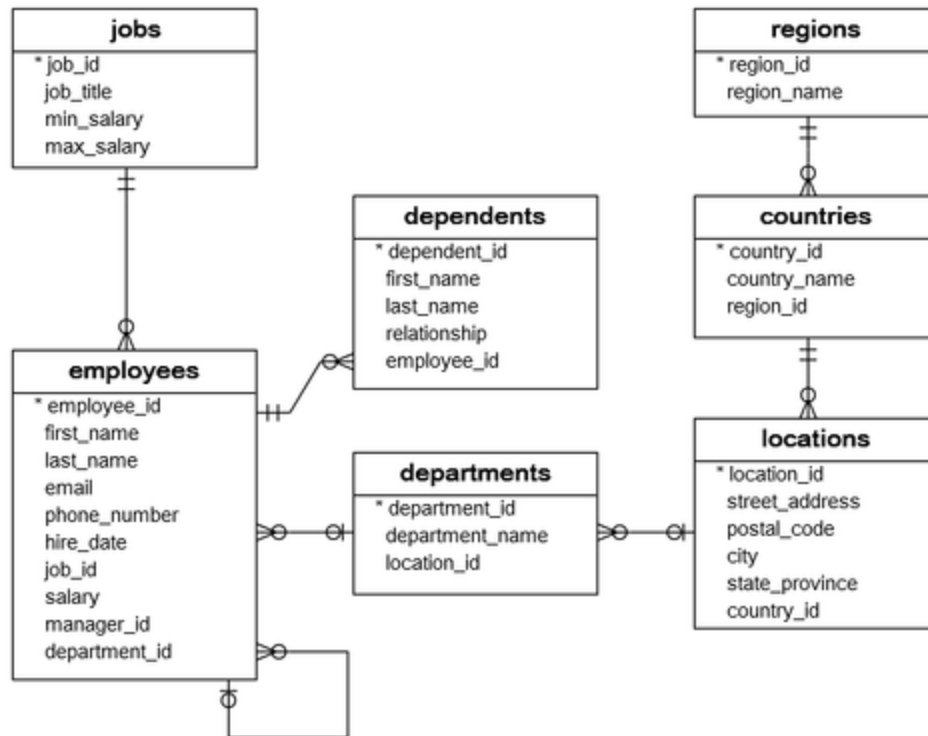 jobs
* job_id
job_title
min_salary
max_salary
regions
* region_id
region_name
dependents
* dependent_id
first_name
last_name
relationship
employee_id
countries
* country_id
country_name
region_id
employees
* employee_id
first_name
last_name
email
phone_number
hire_date
job_id
salary
manager_id
department_id
departments
* department_id
department_name
location_id
locations
* location_id
street_address
postal_code
city
state_province
country_id